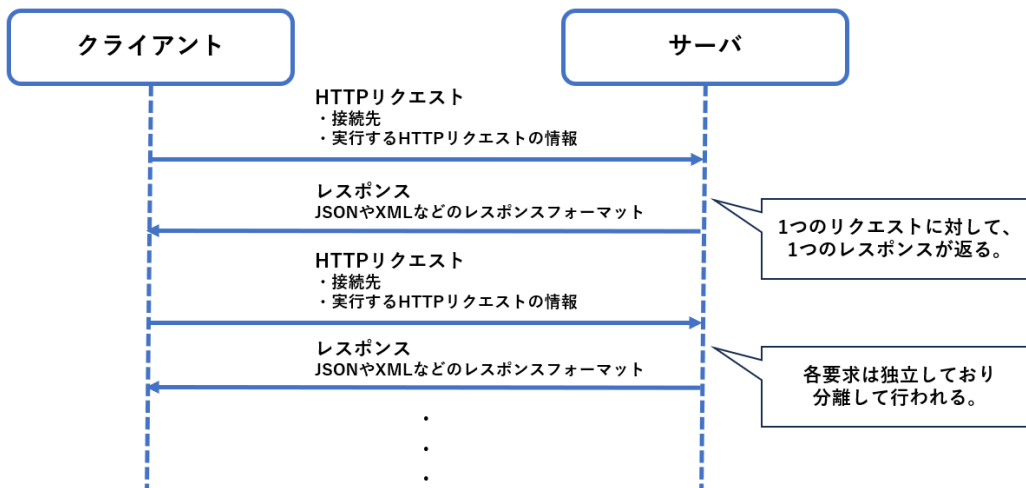 クライアント
サーバ
HTTPリクエスト
・接続先
・実行するHTTPリクエストの情報
レスポンス
JSONやXMLなどのレスポンスフォーマット
1つのリクエストに対して、
1つのレスポンスが返る。
HTTPリクエスト
・接続先
・実行するHTTPリクエストの情報
レスポンス
JSONやXMLなどのレスポンスフォーマット
各要求は独立しており
分離して行われる。
・
・
・